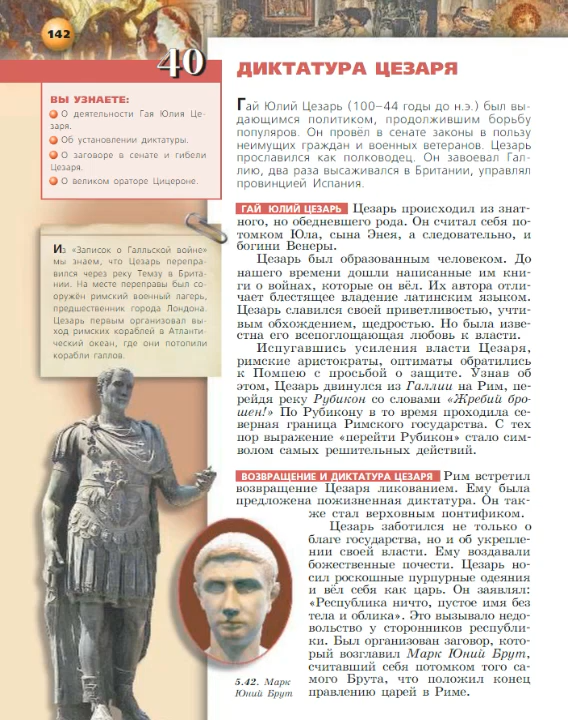 142
40
ДИКТАТУРА ЦЕЗАРЯ
ВЫ УЗНАЕТЕ:
О деятельности Гая Юлия Це-
заря.
Об установлении диктатуры.
О заговоре в сенате и гибели
Цезаря.
О великом ораторе Цицероне.
Гай Юлий Цезарь (100–44 годы до н.э.) был вы-
дающимся политиком, продолжившим борьбу
популяров. Он провёл в сенате законы в пользу
неимущих граждан и военных ветеранов. Цезарь
прославился как полководец. Он завоевал Гал-
лию, два раза высаживался в Британии, управлял
провинцией Испания.
Из «Записок о Галльской войне»
мы знаем, что Цезарь перепра-
вился через реку Темзу в Брита-
нии. На месте переправы был со-
оружён римский военный лагерь,
предшественник города Лондона.
Цезарь первым организовал вы-
ход римских кораблей в Атланти-
ческий океан, где они потопили
корабли галлов.
ГАЙ ЮЛИЙ ЦЕЗАРЬ Цезарь происходил из знат-
ного, но обедневшего рода. Он считал себя по-
томком Юла, сына Энея, а следовательно, и
богини Венеры.
Цезарь был образованным человеком. До
нашего времени дошли написанные им кни-
ги о войнах, которые он вёл. Их автора отли-
чает блестящее владение латинским языком.
Цезарь славился своей приветливостью, учти-
вым обхождением, щедростью. Но была изве-
стна его всепоглощающая любовь к власти.
Испугавшись усиления власти Цезаря,
римские аристократы, оптиматы обратились
к Помпею с просьбой о защите. Узнав об
этом, Цезарь двинулся из Галлии на Рим, пе-
рейдя реку Рубикон со словами «Жребий бро-
шен!» По Рубикону в то время проходила се-
верная граница Римского государства. С тех
пор выражение «перейти Рубикон» стало сим-
волом самых решительных действий.
ВОЗВРАЩЕНИЕ И ДИКТАТУРА ЦЕЗАРЯ Рим встретил
возвращение Цезаря ликованием. Ему была
предложена пожизненная диктатура. Он так-
же стал верховным понтификом.
Цезарь заботился не только о
благе государства, но и об укрепле-
нии своей власти. Ему воздавали
божественные почести. Цезарь но-
сил роскошные пурпурные одеяния
и вёл себя как царь. Он заявлял:
«Республика ничто, пустое имя без
тела и облика». Это вызывало недо-
вольство у сторонников республи-
ки. Был организован заговор, кото-
рый возглавил Марк Юний Брут,
считавший себя потомком того са-
мого Брута, что положил конец
правлению царей в Риме.
5.42. Марк
Юний Брут